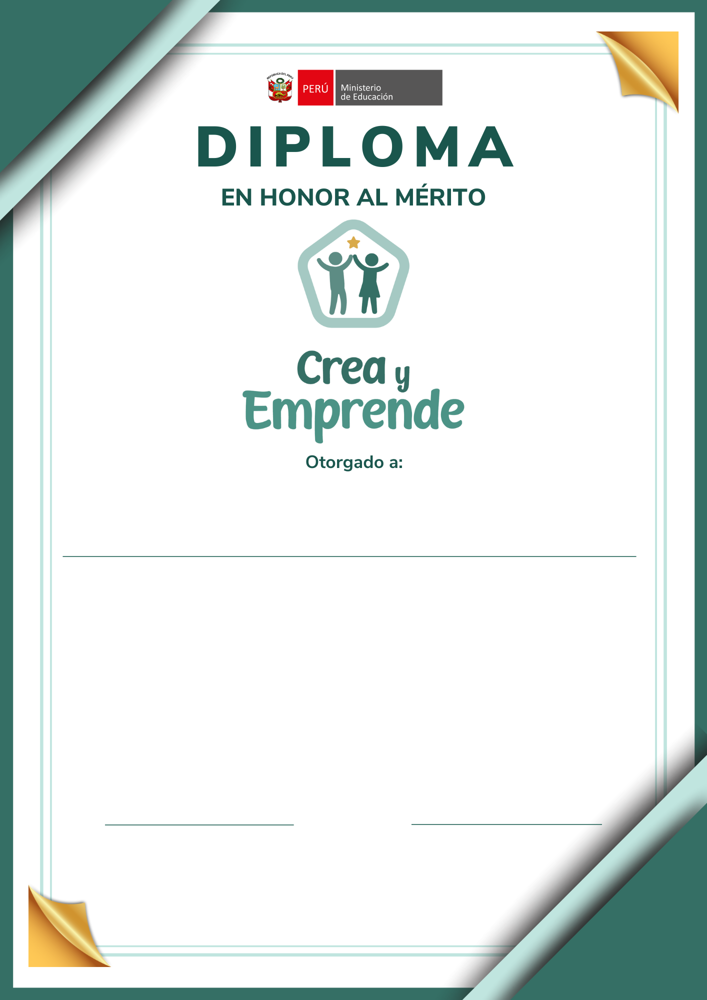 REPÚBLICA DEL PERÚ
PERÚ
Ministerio
de Educación
DIPLOMA
EN HONOR AL MÉRITO
Crea y
Emprende
Otorgado a: